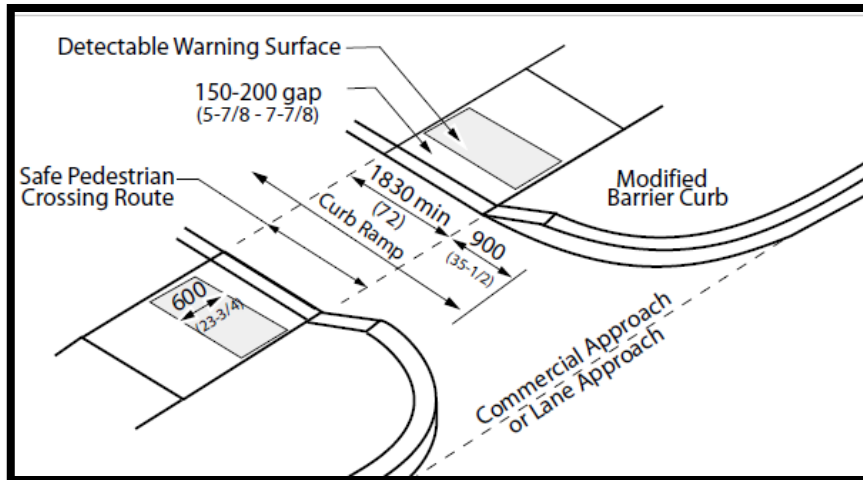 Detectable Warning Surface
150-200 gap
(5-7/8 - 7-7/8)
Safe Pedestrian
Crossing Route
1830 min
(72)
Curb Ramp
900
(35-1/2)
Modified
Barrier Curb
600
(23-3/4)
Commercial Approach
or Lane Approach